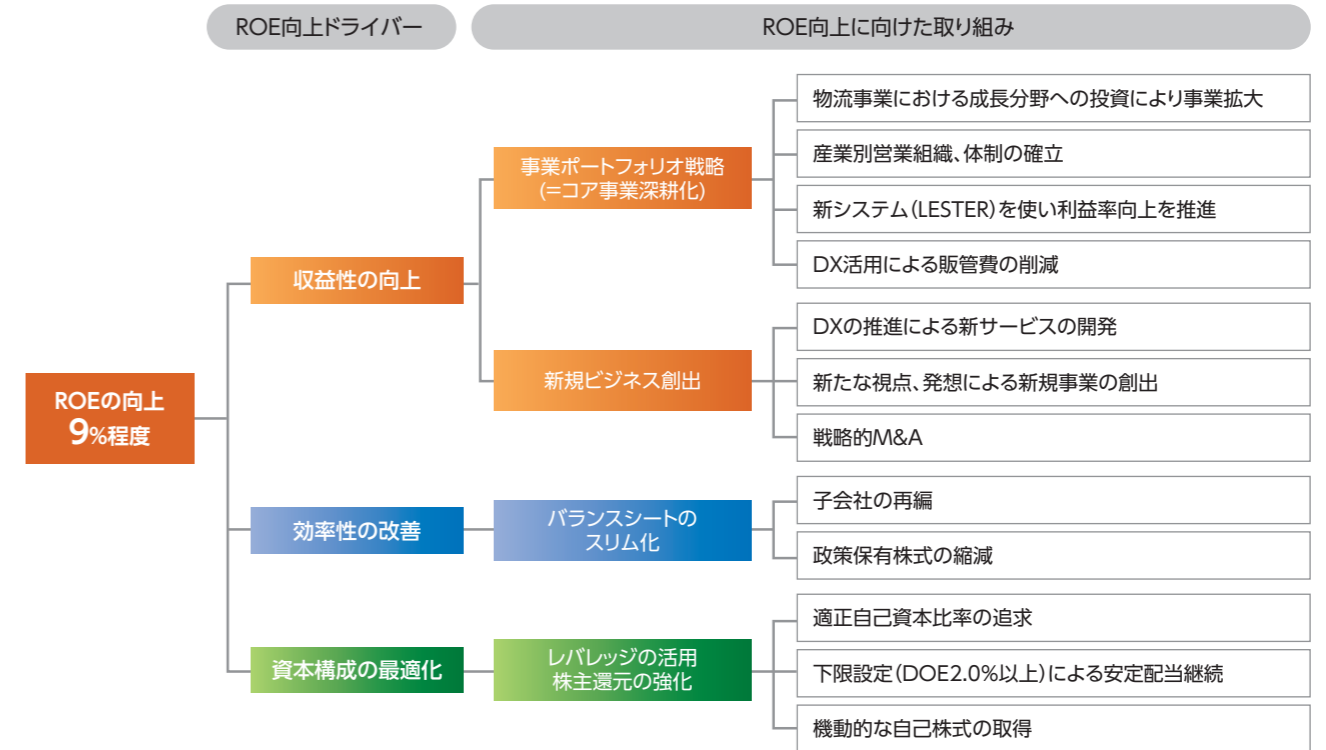 ROE向上ドライバー
ROE向上に向けた取り組み
ROEの向上
9%程度
収益性の向上
事業ポートフォリオ戦略
(=コア事業深耕化)
物流事業における成長分野への投資により事業拡大
産業別営業組織、体制の確立
新システム(LESTER)を使い利益率向上を推進
DX活用による販管費の削減
新規ビジネス創出
DXの推進による新サービスの開発
新たな視点、発想による新規事業の創出
戦略的M&A
効率性の改善
バランスシートの
スリム化
子会社の再編
政策保有株式の縮減
資本構成の最適化
レバレッジの活用
株主還元の強化
適正自己資本比率の追求
下限設定(DOE2.0%以上)による安定配当継続
機動的な自己株式の取得